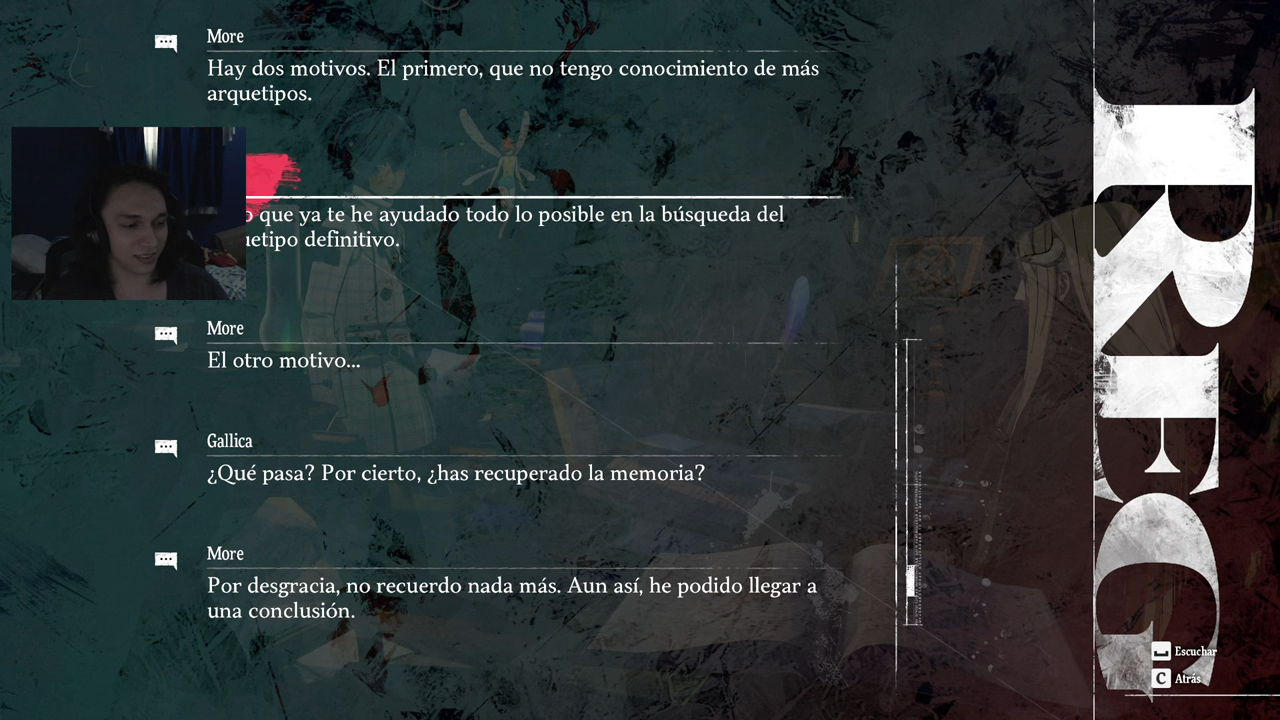 More
Hay dos motivos. El primero, que no tengo conocimiento de más
arquetipos.
que ya te he ayudado todo lo posible en la búsqueda del
definitivo.
More
El otro motivo...
Gallica
¿Qué pasa? Por cierto, ¿has recuperado la memoria?
More
Por desgracia, no recuerdo nada más. Aun así, he podido llegar a
una conclusión.
Escuchar
C Atrás